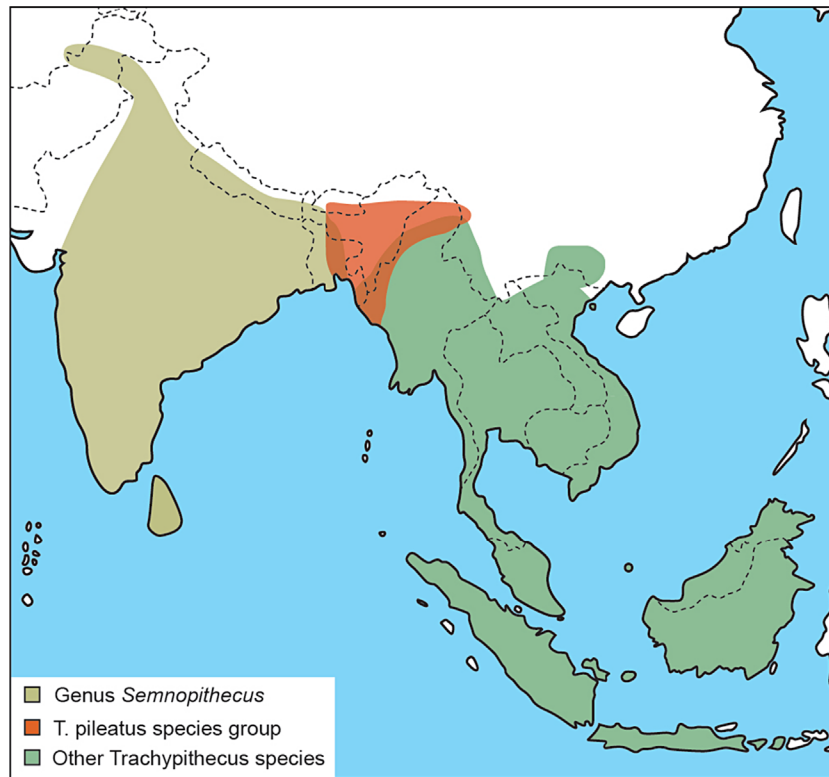 Genus Semnopithecus
T. pileatus species group
Other Trachypithecus species